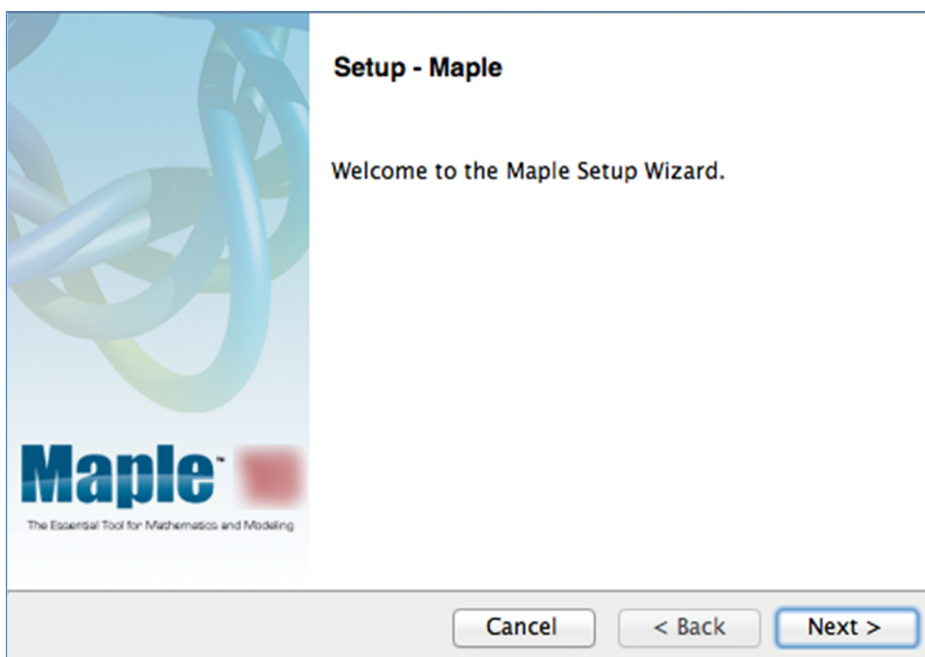 Setup - Maple
Welcome to the Maple Setup Wizard.
Maple™
The Essential Tool for Mathematics and Modeling
Cancel
< Back
Next >